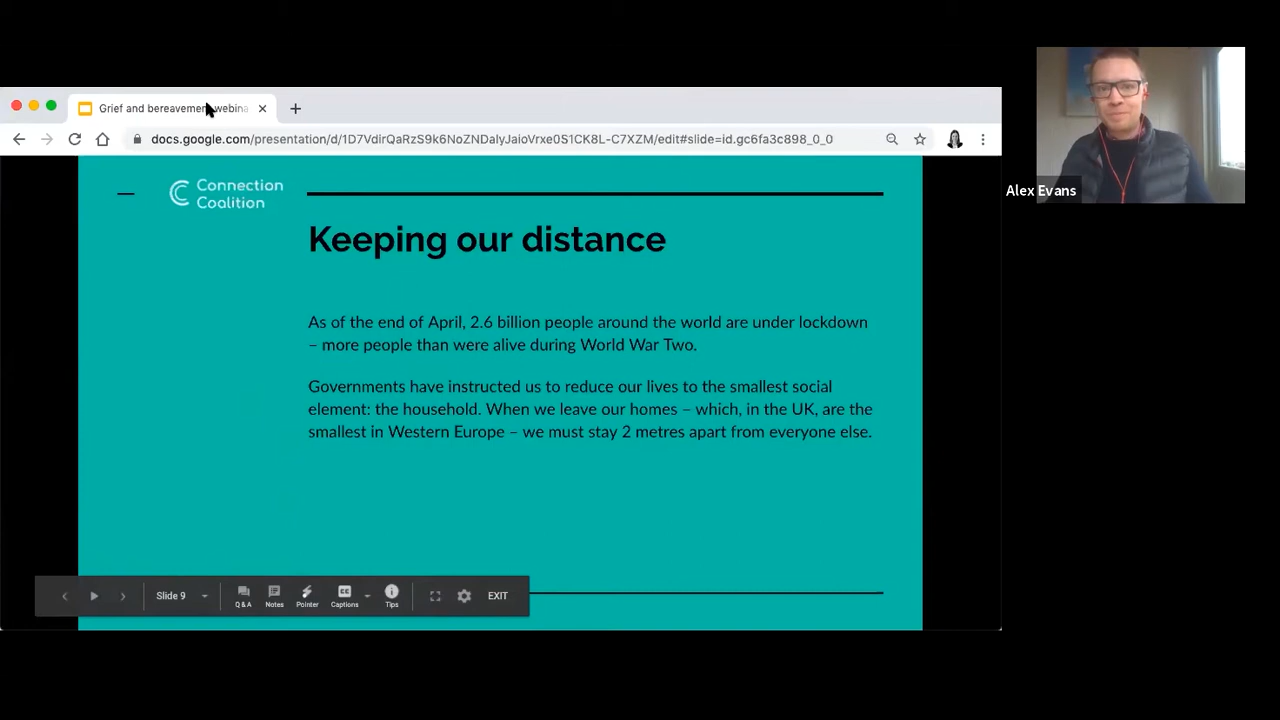 Grief and bereavement webina
docs.google.com/presentation/d/1D7VdirQaRzS9k6NoZNDalyJaioVrxe0S1CK8L-C7XZM/edit#slide=id.gc6fa3c898_0_0
Alex Evans
Connection
Coalition
Keeping our distance
As of the end of April, 2.6 billion people around the world are under lockdown
– more people than were alive during World War Two.
Governments have instructed us to reduce our lives to the smallest social
element: the household. When we leave our homes – which, in the UK, are the
smallest in Western Europe – we must stay 2 metres apart from everyone else.
Slide 9
Q & A
Notes
Pointer
CC
Captions
Tips
EXIT